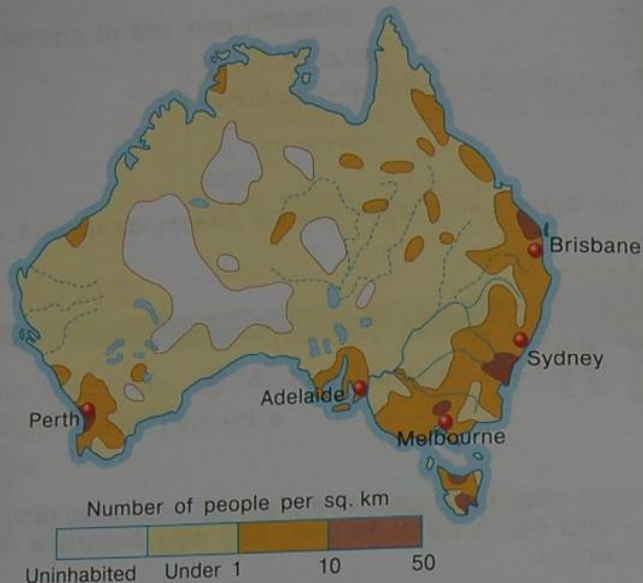 Brisbane
Sydney
Adelaide
Perth
Melbourne
Number of people per sq. km
Uninhabited Under 1 10 50